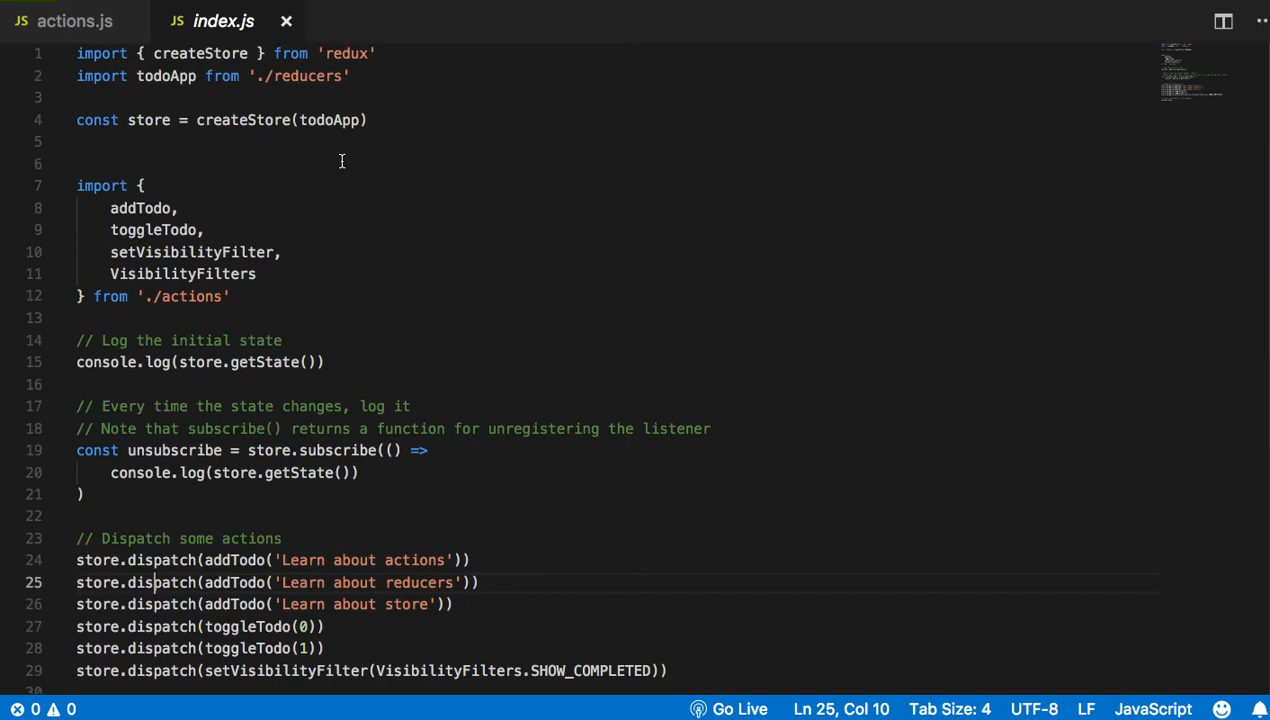 JS actions.js JS index.js ×
1 import { createStore } from 'redux'
2 import todoApp from './reducers'
3
4 const store = createStore(todoApp)
5
6
7 import {
8 addTodo,
9 toggleTodo,
10 setVisibilityFilter,
11 VisibilityFilters
12 } from './actions'
13
14 // Log the initial state
15 console.log(store.getState())
16
17 // Every time the state changes, log it
18 // Note that subscribe() returns a function for unregistering the listener
19 const unsubscribe = store.subscribe(() =>
20 console.log(store.getState())
21 )
22
23 // Dispatch some actions
24 store.dispatch(addTodo('Learn about actions'))
25 store.dispatch(addTodo('Learn about reducers'))
26 store.dispatch(addTodo('Learn about store'))
27 store.dispatch(toggleTodo(0))
28 store.dispatch(toggleTodo(1))
29 store.dispatch(setVisibilityFilter(VisibilityFilters.SHOW_COMPLETED))
30
0 0 Go Live Ln 25, Col 10 Tab Size: 4 UTF-8 LF JavaScript